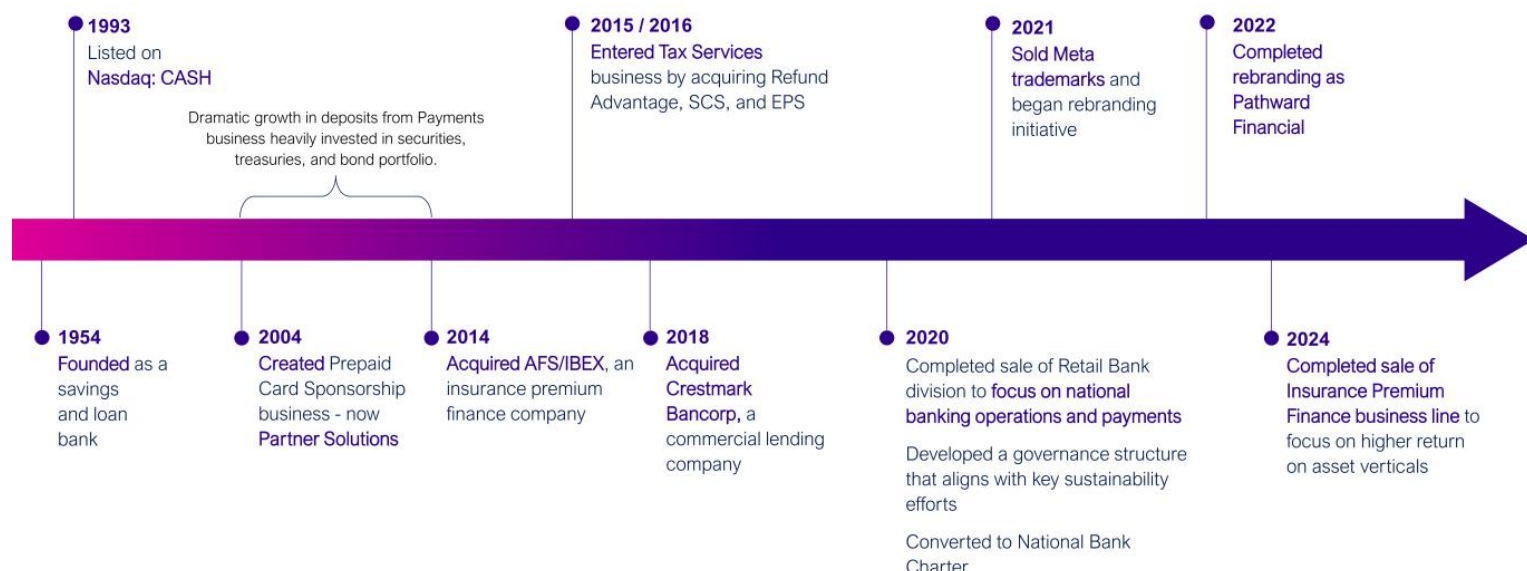 1993
Listed on
Nasdaq: CASH
Dramatic growth in deposits from Payments
business heavily invested in securities,
treasuries, and bond portfolio.
2015 / 2016
Entered Tax Services
business by acquiring Refund
Advantage, SCS, and EPS
2021
Sold Meta
trademarks and
began rebranding
initiative
2022
Completed
rebranding as
Pathward
Financial
1954
Founded as a
savings
and loan
bank
2004
Created Prepaid
Card Sponsorship
business - now
Partner Solutions
2014
Acquired AFS/IBEX, an
insurance premium
finance company
2018
Acquired
Crestmark
Bancorp, a
commercial lending
company
2020
Completed sale of Retail Bank
division to focus on national
banking operations and payments
Developed a governance structure
that aligns with key sustainability
efforts
Converted to National Bank
Charter
2024
Completed sale of
Insurance Premium
Finance business line to
focus on higher return
on asset verticals